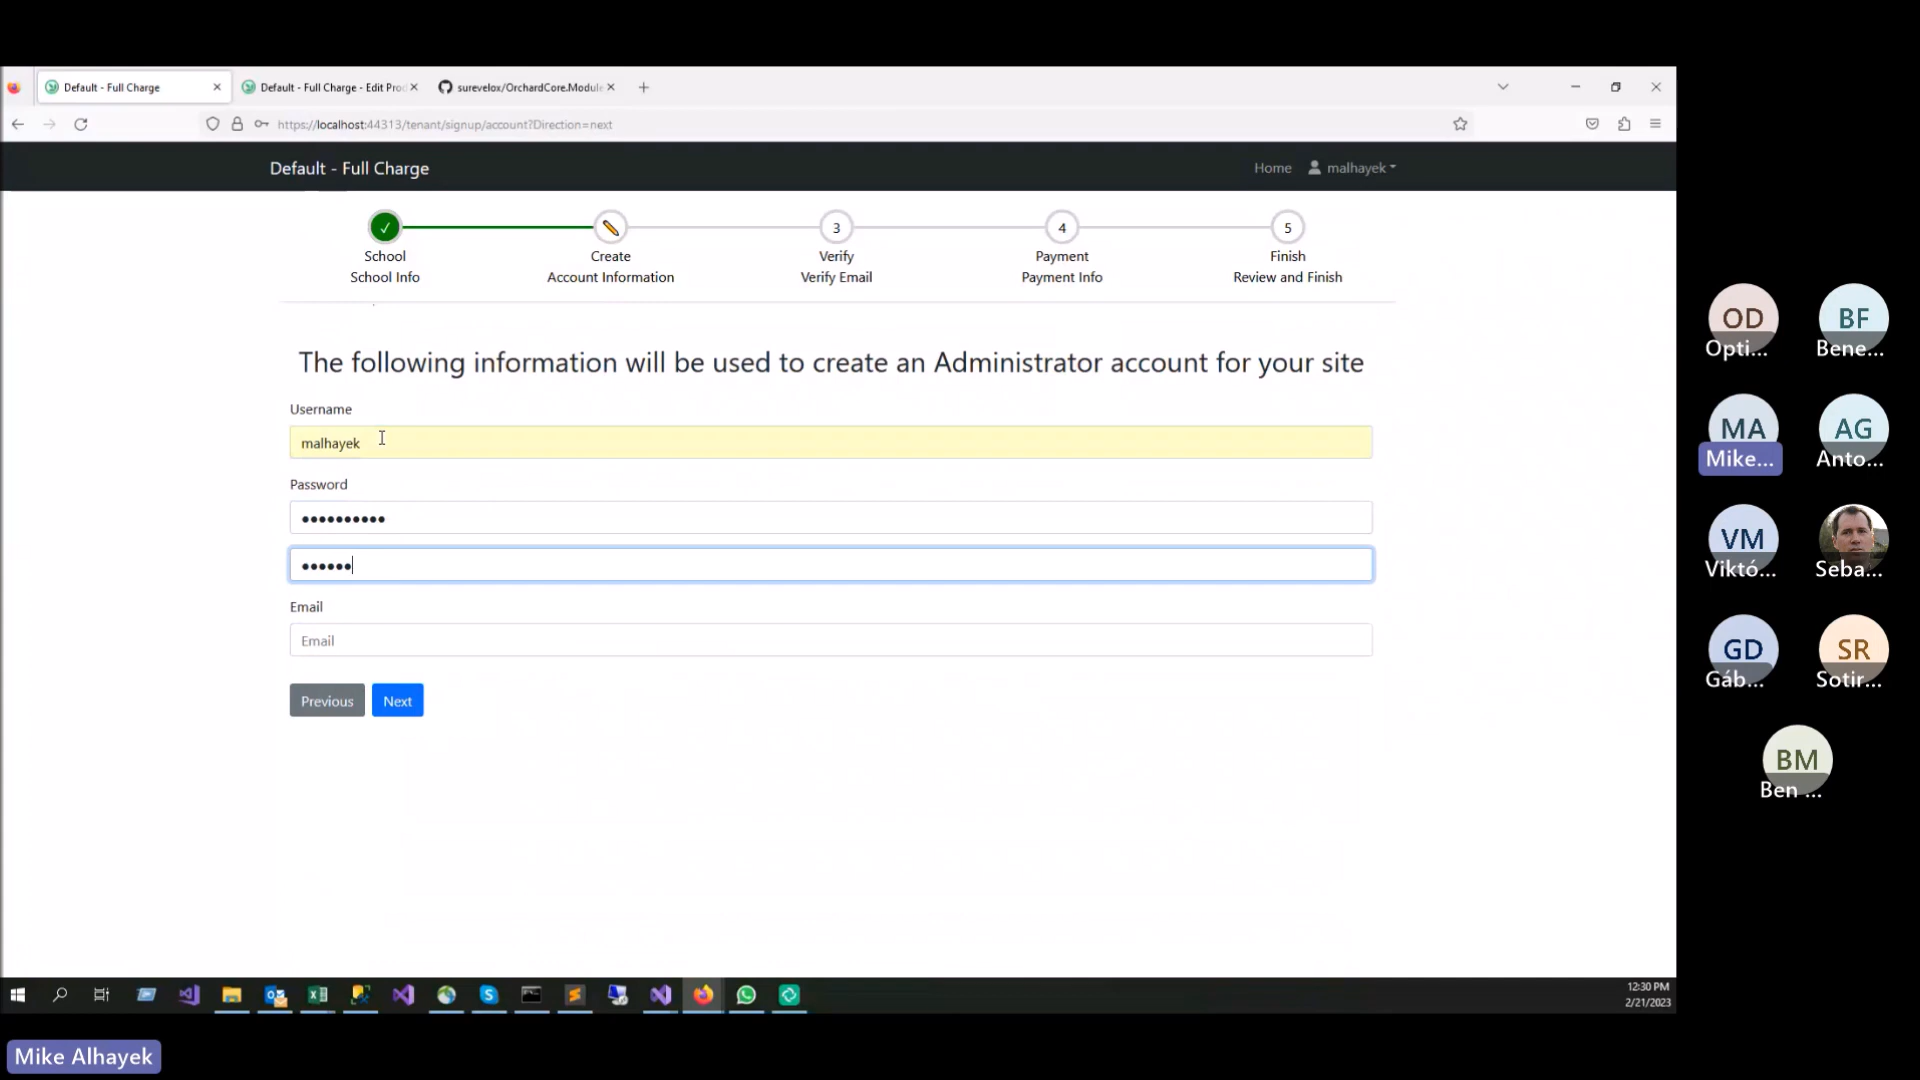 Default - Full Charge
Default - Full Charge - Edit Pro
surevelox/OrchardCore.Module
https://localhost:44313/tenant/signup/account?Direction=next
Default - Full Charge
Home
malhayek
✓
3
4
5
School
Create
Verify
Payment
Finish
School Info
Account Information
Verify Email
Payment Info
Review and Finish
The following information will be used to create an Administrator account for your site
Username
malhayek
Password
••••••••••
••••••
Email
Email
Previous
Next
12:30 PM
2/21/2023
OD
Opti...
BF
Bene...
MA
Mike...
AG
Anto...
VM
Viktó...
Seba...
GD
Gáb...
SR
Sotir...
BM
Ben ...
Mike Alhayek